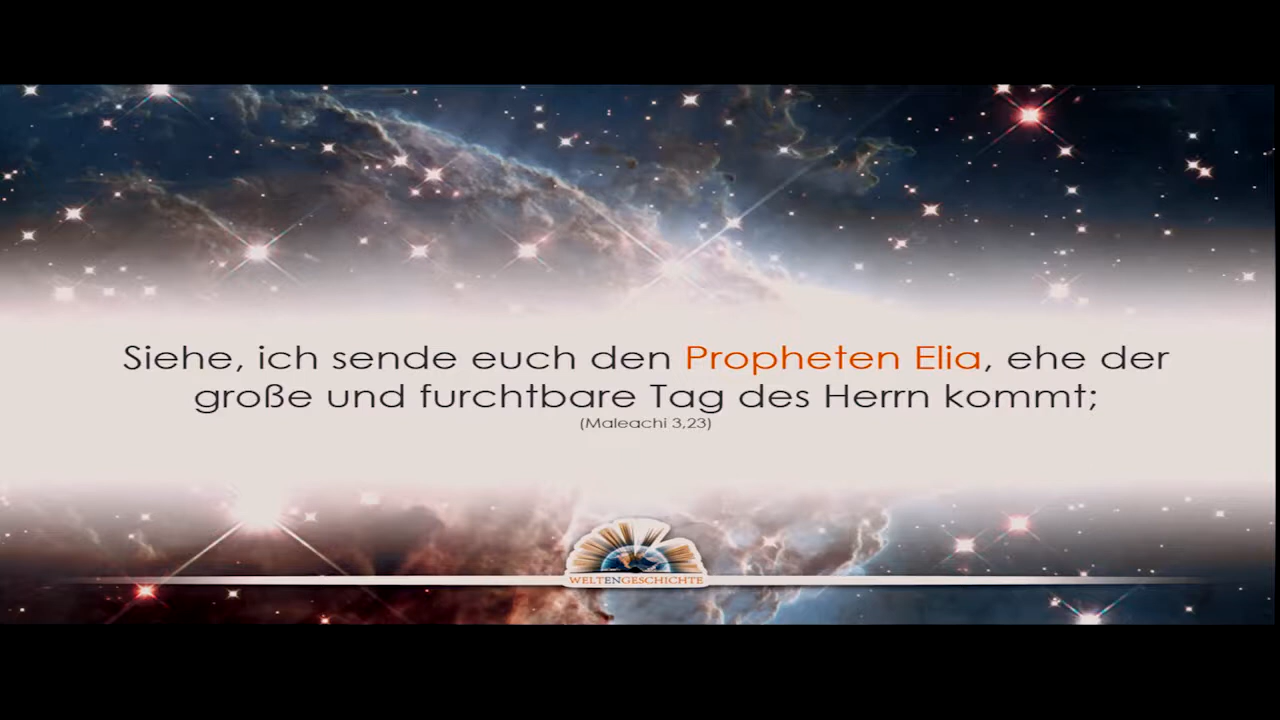 Siehe, ich sende euch den Propheten Elia, ehe der
große und furchtbare Tag des Herrn kommt;
(Maleachi 3,23)
WELTENGESCHICHTE